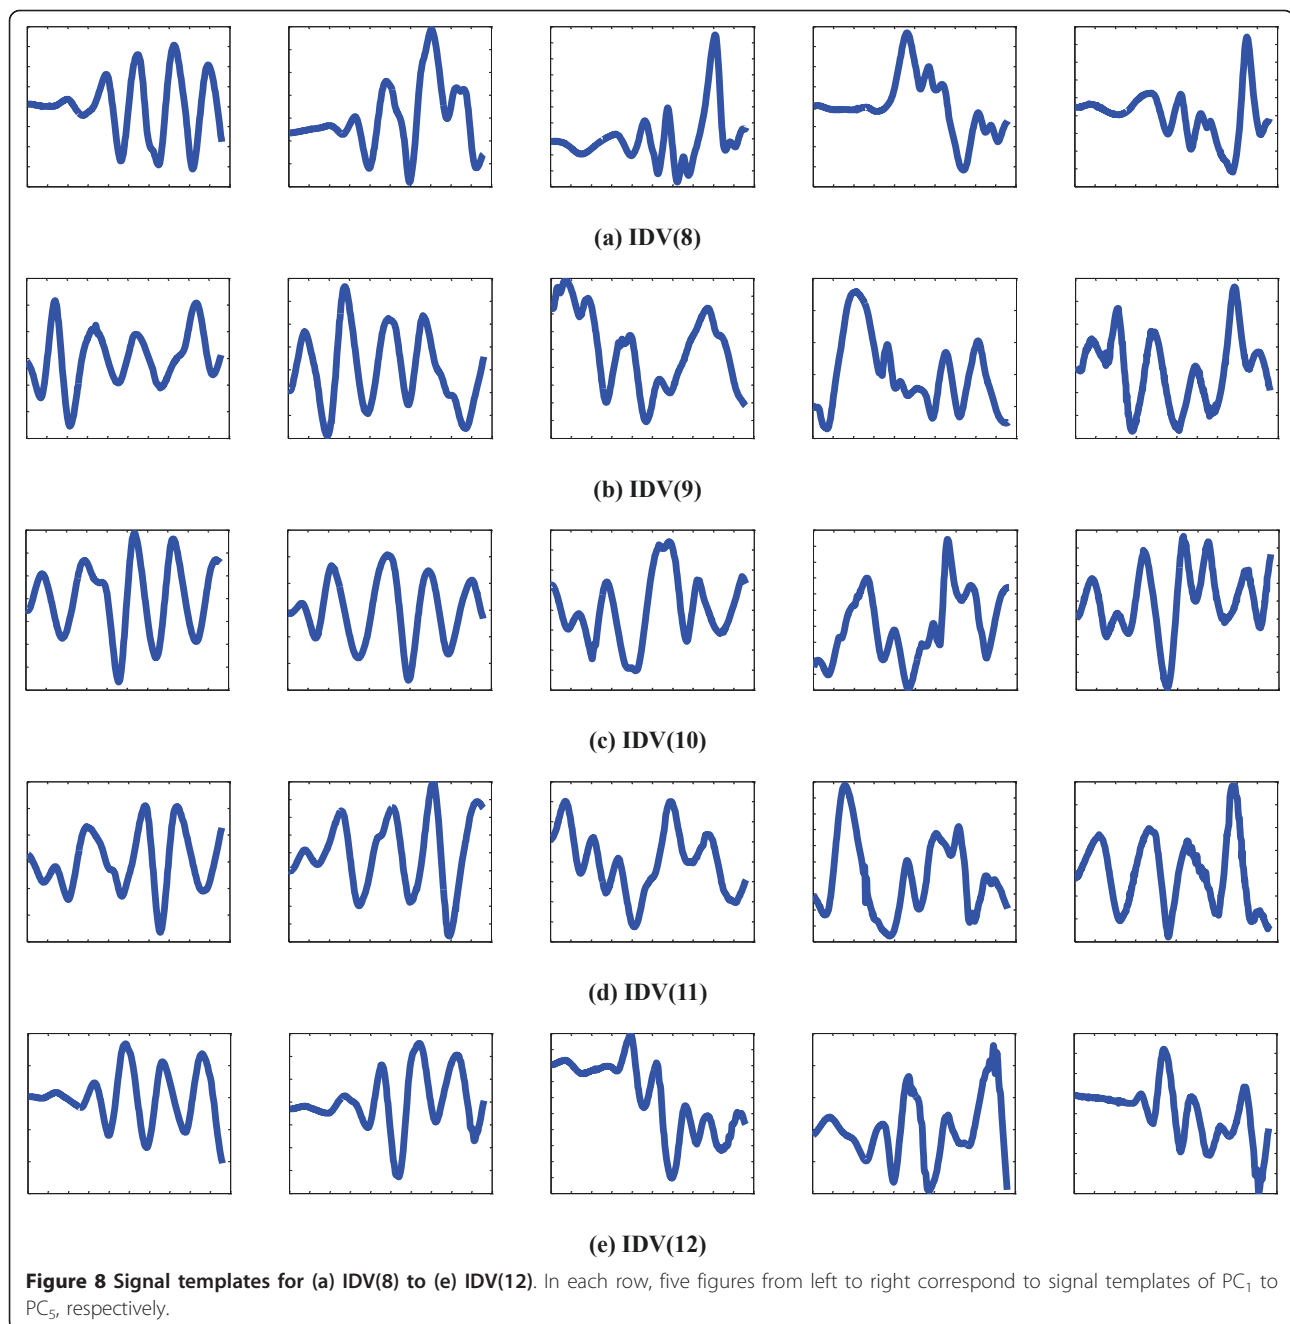 (a) IDV(8)
(b) IDV(9)
(c) IDV(10)
(d) IDV(11)
(e) IDV(12)
Figure 8 Signal templates for (a) IDV(8) to (e) IDV(12). In each row, five figures from left to right correspond to signal templates of PC1 to
PC5, respectively.